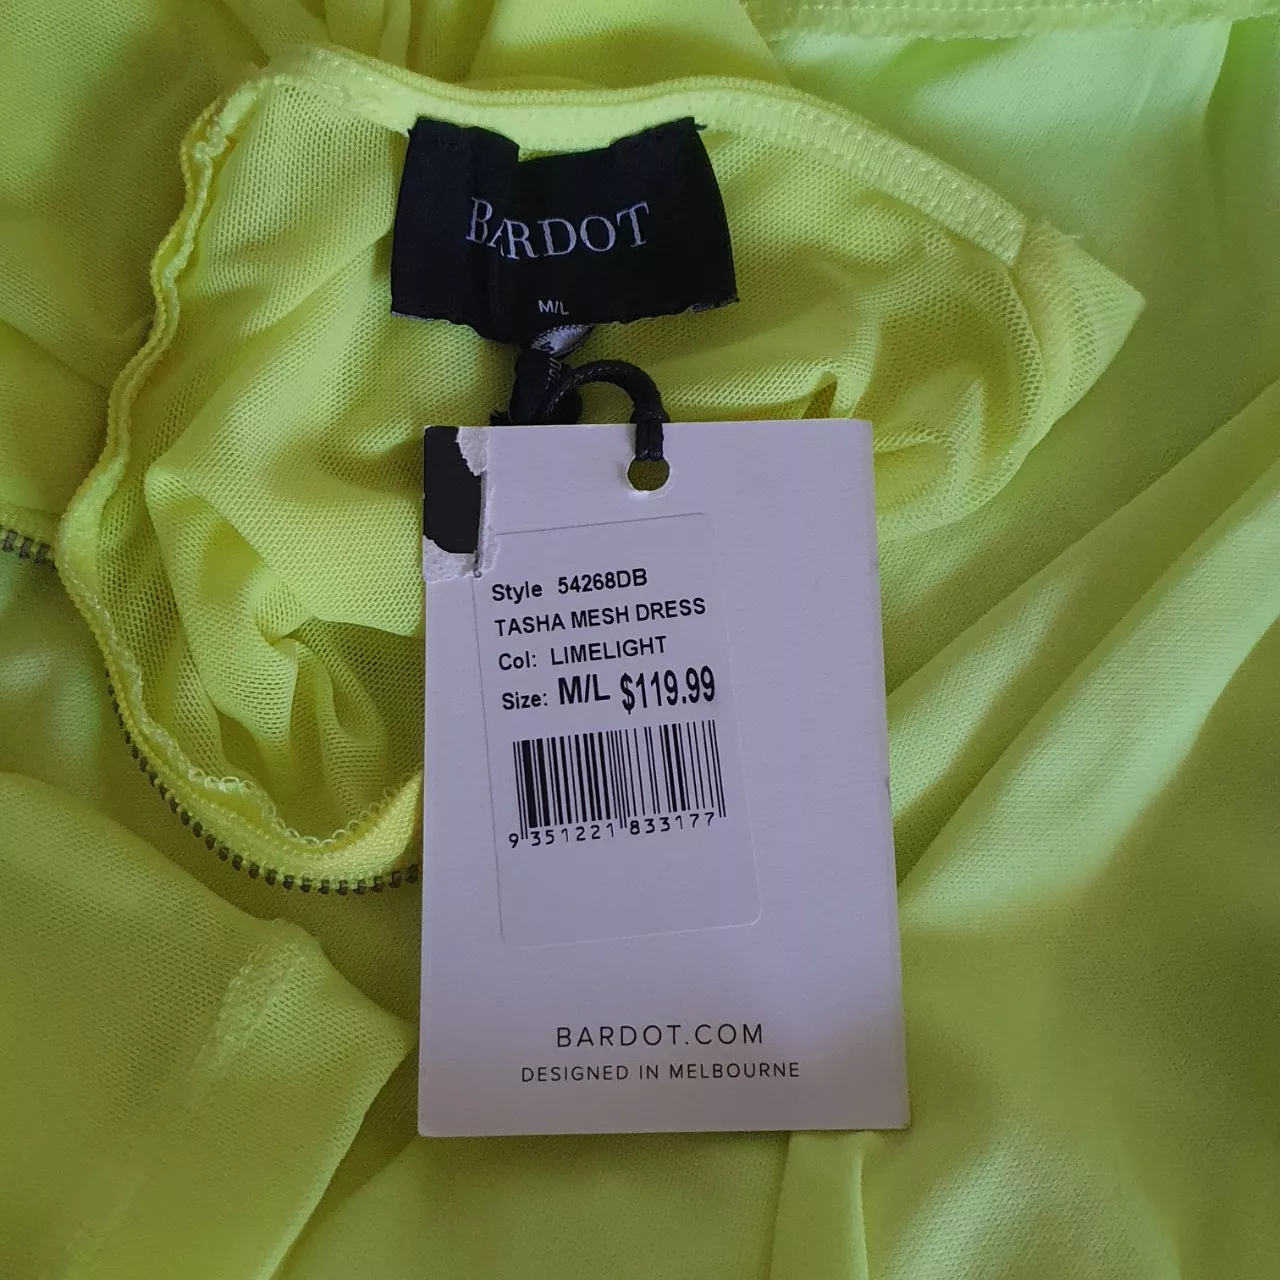 BARDOT
M/L
Style 54268DB
TASHA MESH DRESS
Col: LIMELIGHT
Size: M/L $119.99
9 351221 833177
BARDOT.COM
DESIGNED IN MELBOURNE